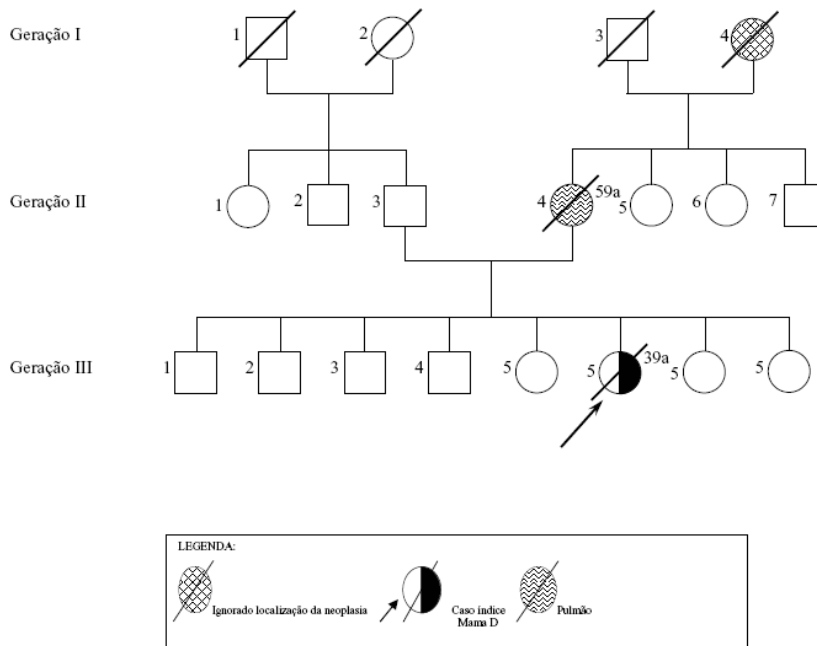 Geração I
1
2
3
4
Geração II
1
2
3
4
59a
5
6
7
Geração III
1
2
3
4
5
5
39a
5
5
LEGENDA:
Ignorado localização da neoplasia
Caso índice
Mama D
Pulmão